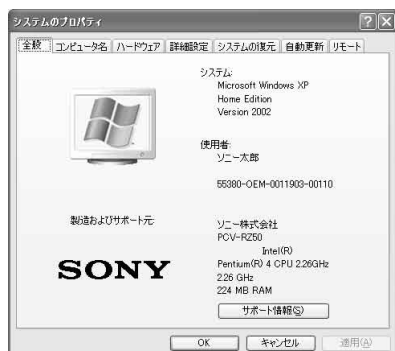 システムのプロパティ
全般 コンピュータ名 ハードウェア 詳細設定 システムの復元 自動更新 リモート
システム:
Microsoft Windows XP
Home Edition
Version 2002
使用者:
ソニー太郎
55380-OEM-0011903-00110
製造およびサポート元:
ソニー株式会社
PCV-RZ50
Intel(R)
Pentium(R) 4 CPU 2.26GHz
2.26 GHz
224 MB RAM
SONY
サポート情報(S)
OK キャンセル 適用(A)